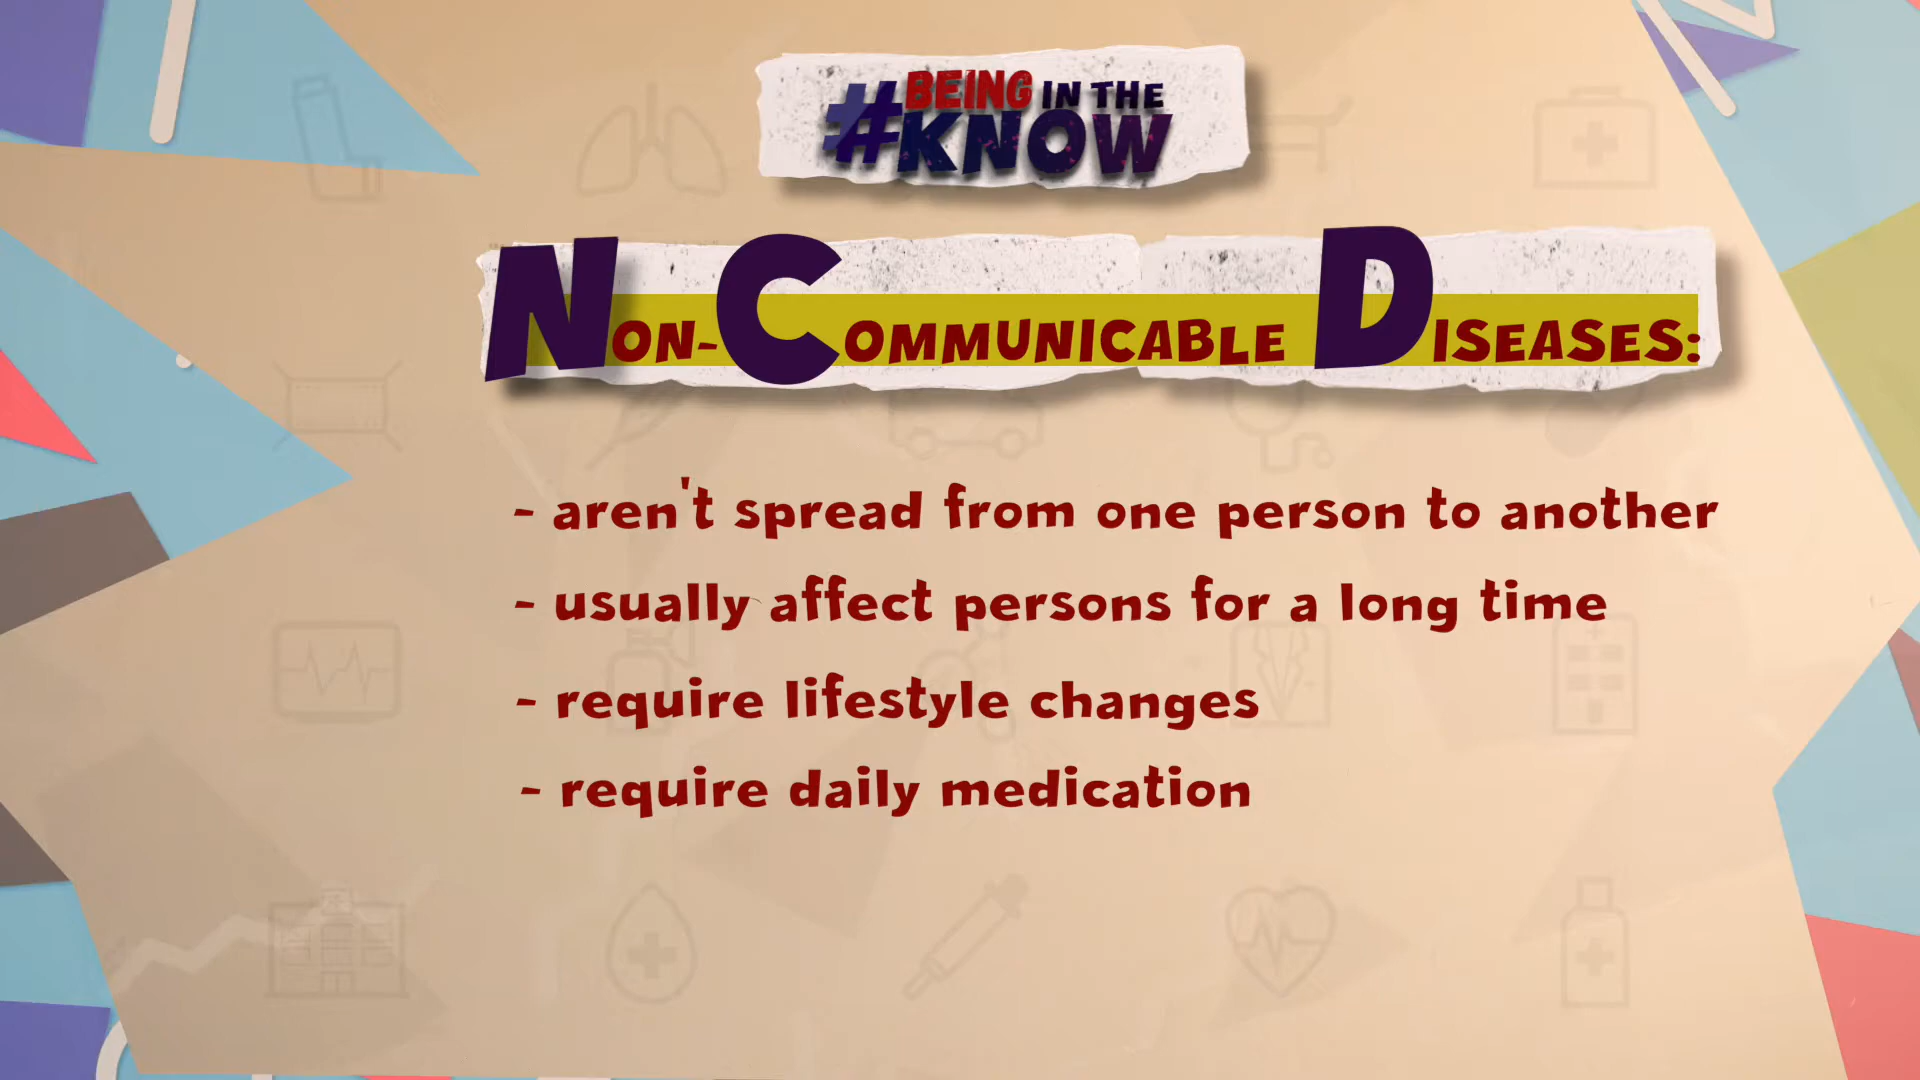 #BEING IN THE
KNOW
NON-COMMUNICABLE DISEASES:
- aren't spread from one person to another
- usually affect persons for a long time
- require lifestyle changes
- require daily medication